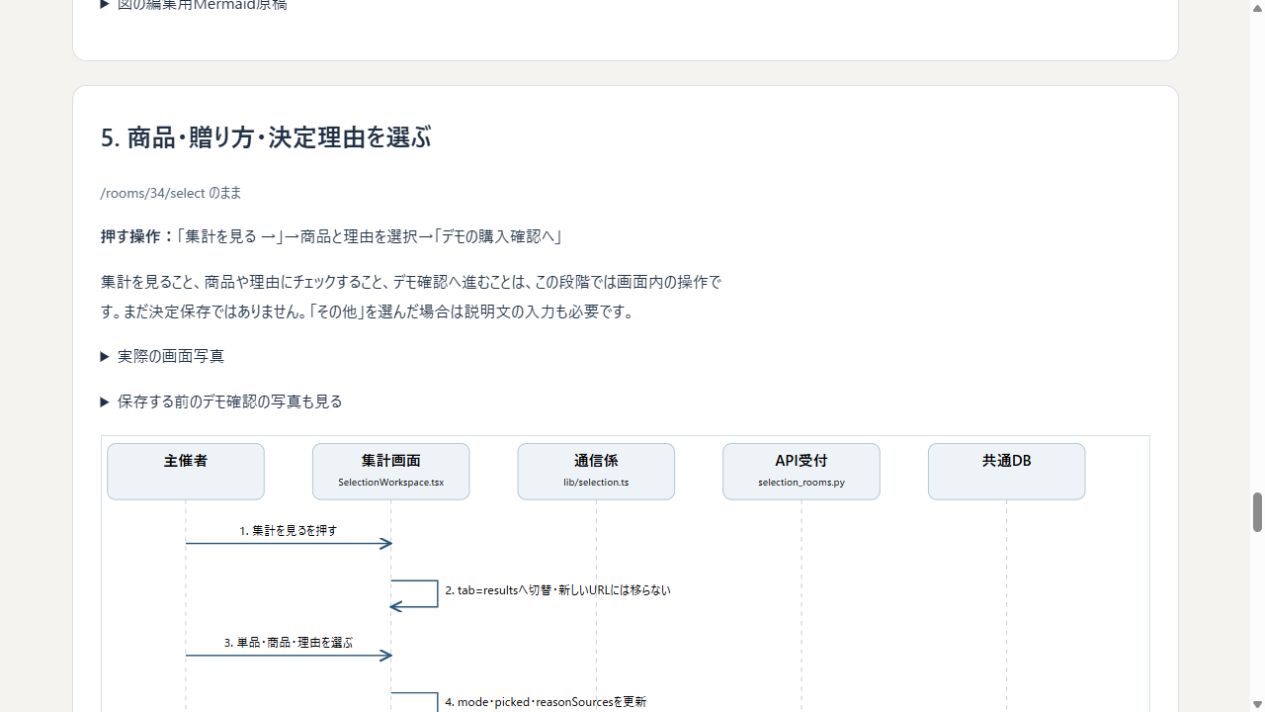 ▶ 図の編集用Mermaid原稿
5. 商品・贈り方・決定理由を選ぶ
/rooms/34/select のまま
押す操作：「集計を見る →」→商品と理由を選択→「デモの購入確認へ」
集計を見ること、商品や理由にチェックすること、デモ確認へ進むことは、この段階では画面内の操作で
す。まだ決定保存ではありません。「その他」を選んだ場合は説明文の入力も必要です。
▶ 実際の画面写真
▶ 保存する前のデモ確認の写真も見る
主催者
集計画面
SelectionWorkspace.tsx
通信係
lib/selection.ts
API受付
selection_rooms.py
共通DB
1. 集計を見るを押す
2. tab=resultsへ切替・新しいURLには移らない
3. 単品・商品・理由を選ぶ
4. mode・picked・reasonSourcesを更新